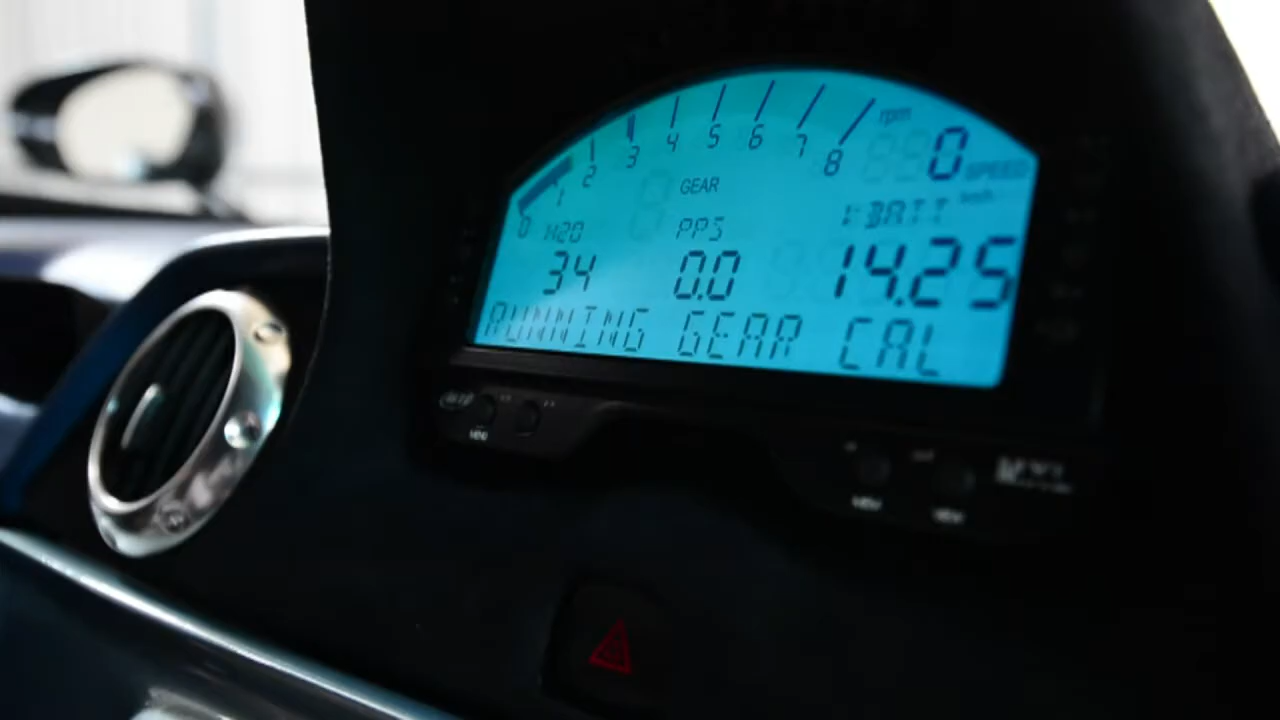 0 1 2 3 4 5 6 7 8 rpm
0 SPEED
GEAR
H2O PPS V-BATT
34 0.0 14.25
RUNNING GEAR CAL